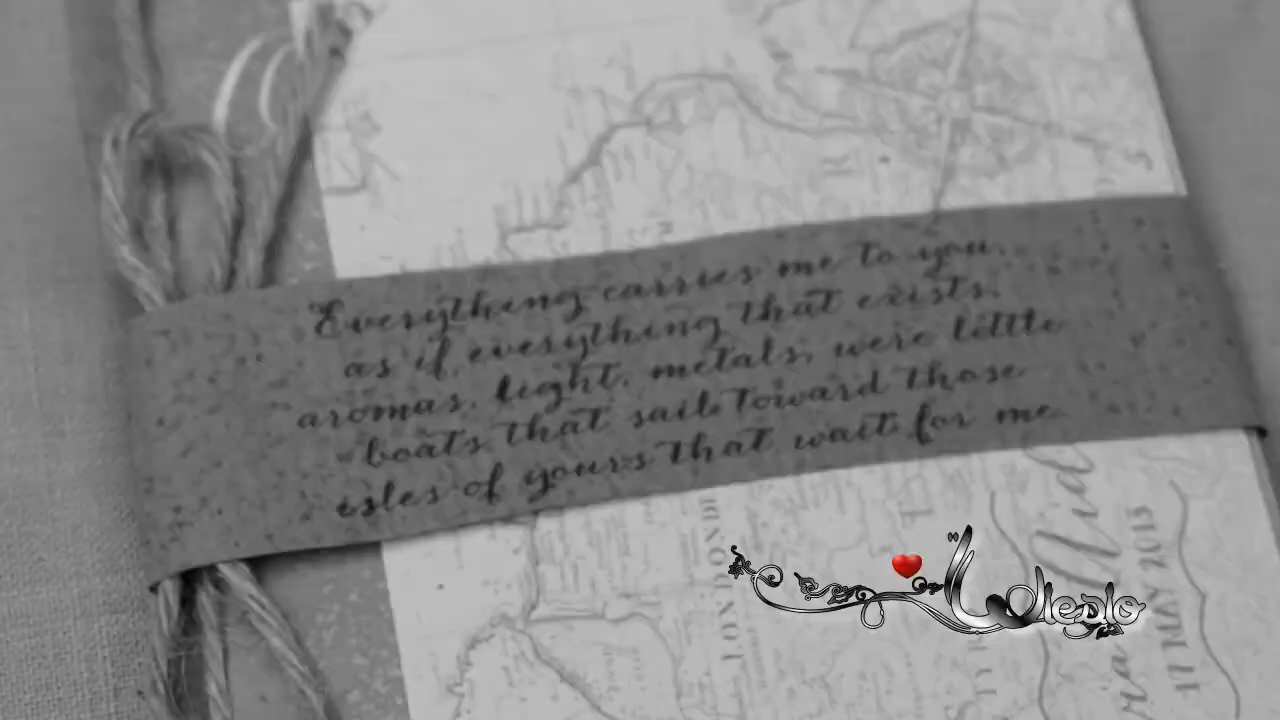 Everything carries me to you,
as if everything that exists,
aromas, light, metals, were little
boats that sail toward those
isles of yours that wait for me
LONDON
17 MAY 2013